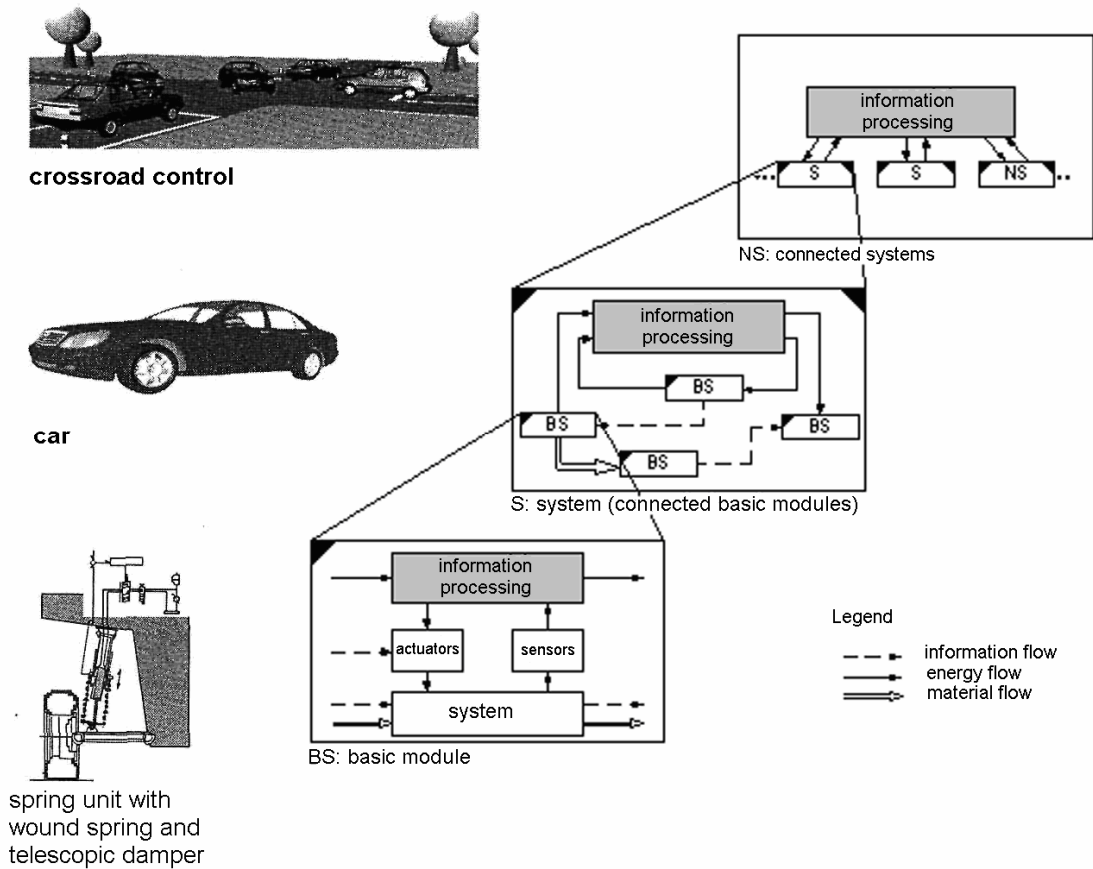 crossroad control
information
processing
S
S
NS
NS: connected systems
car
information
processing
BS
BS
BS
BS
S: system (connected basic modules)
information
processing
actuators
sensors
system
BS: basic module
spring unit with
wound spring and
telescopic damper
Legend
information flow
energy flow
material flow